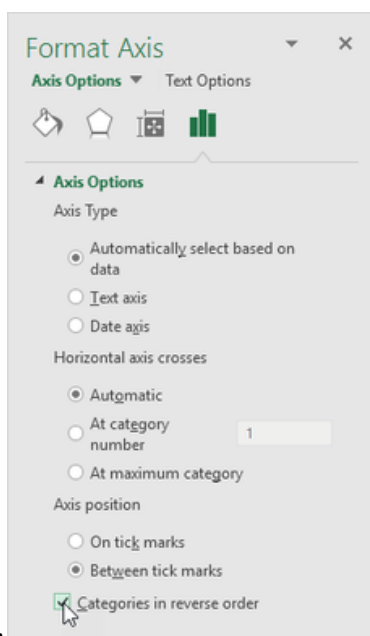 Format Axis
Axis Options Text Options
Axis Options
Axis Type
Automatically select based on
data
Text axis
Date axis
Horizontal axis crosses
Automatic
At category
number
1
At maximum category
Axis position
On tick marks
Between tick marks
Categories in reverse order